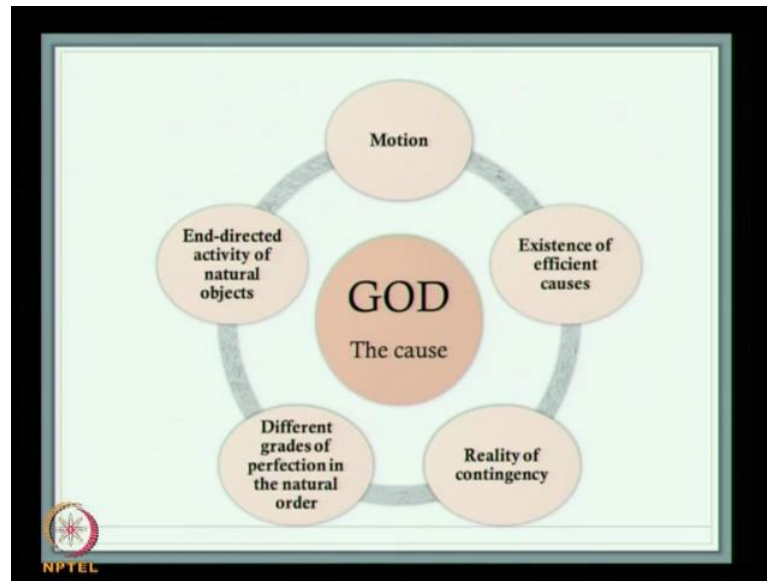 Motion
Existence of
efficient
causes
Reality of
contingency
Different
grades of
perfection in
the natural
order
End-directed
activity of
natural
objects
GOD
The cause
NPTEL